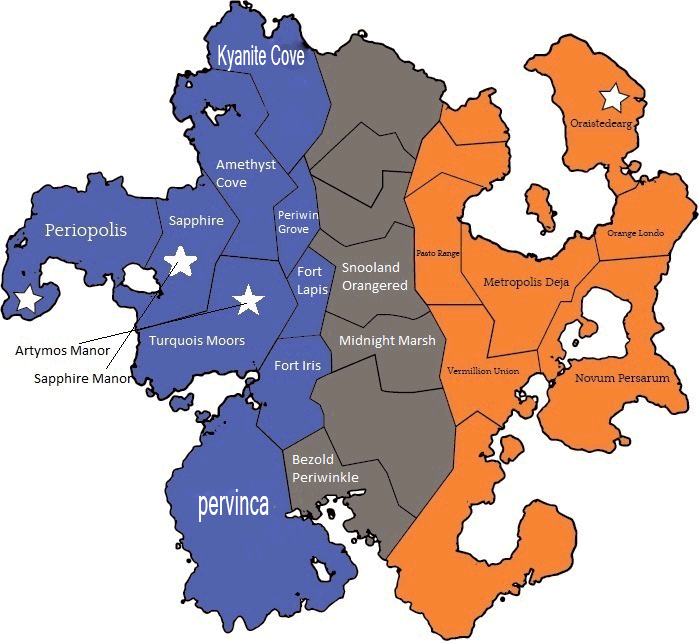 Kyanite Cove
Oraistedearg
Amethyst
Cove
Periopolis
Sapphire
Periwin
Grove
Orange Londo
Pasto Range
Fort
Lapis
Snooland
Orangered
Metropolis Deja
Artymos Manor
Turquois Moors
Midnight Marsh
Sapphire Manor
Fort Iris
Vermillion Union
Novum Persarum
Bezold
Periwinkle
pervinca